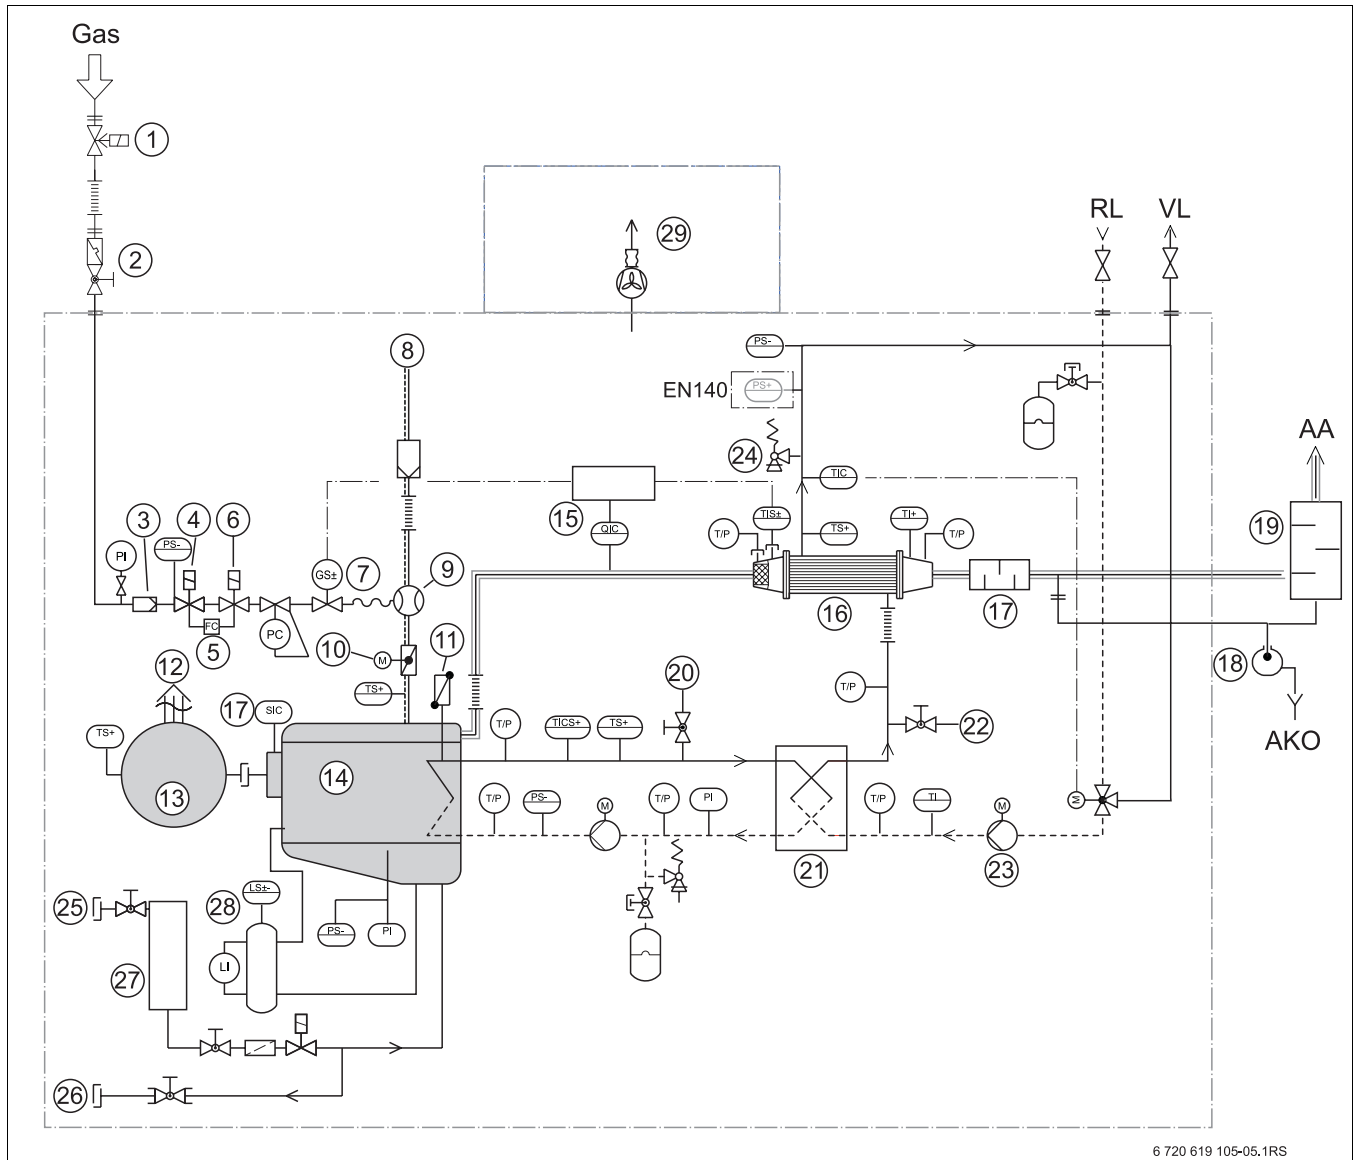 Gas
1
2
29
RL
VL
8
PS-
EN140
PS+
24
AA
TIC
15
QIC
TIS±
TS+
TI+
T/P
T/P
19
3
4
6
PI
PS-
GS±
7
9
FC
5
PC
16
17
10
M
11
18
12
TS+
20
T/P
17
SIC
TS+
T/P
TICS+
TS+
22
AKO
14
13
T/P
PS-
M
T/P
PI
T/P
TI
M
M
21
23
25
28
LS±-
PS-
PI
LI
27
26
6 720 619 105-05.1RS